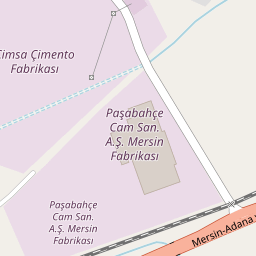 Çimsa Çimento
Fabrikası
Paşabahçe
Cam San.
A.Ş. Mersin
Fabrikası
Paşabahçe
Cam San.
A.Ş. Mersin
Fabrikası
Mersin-Adana